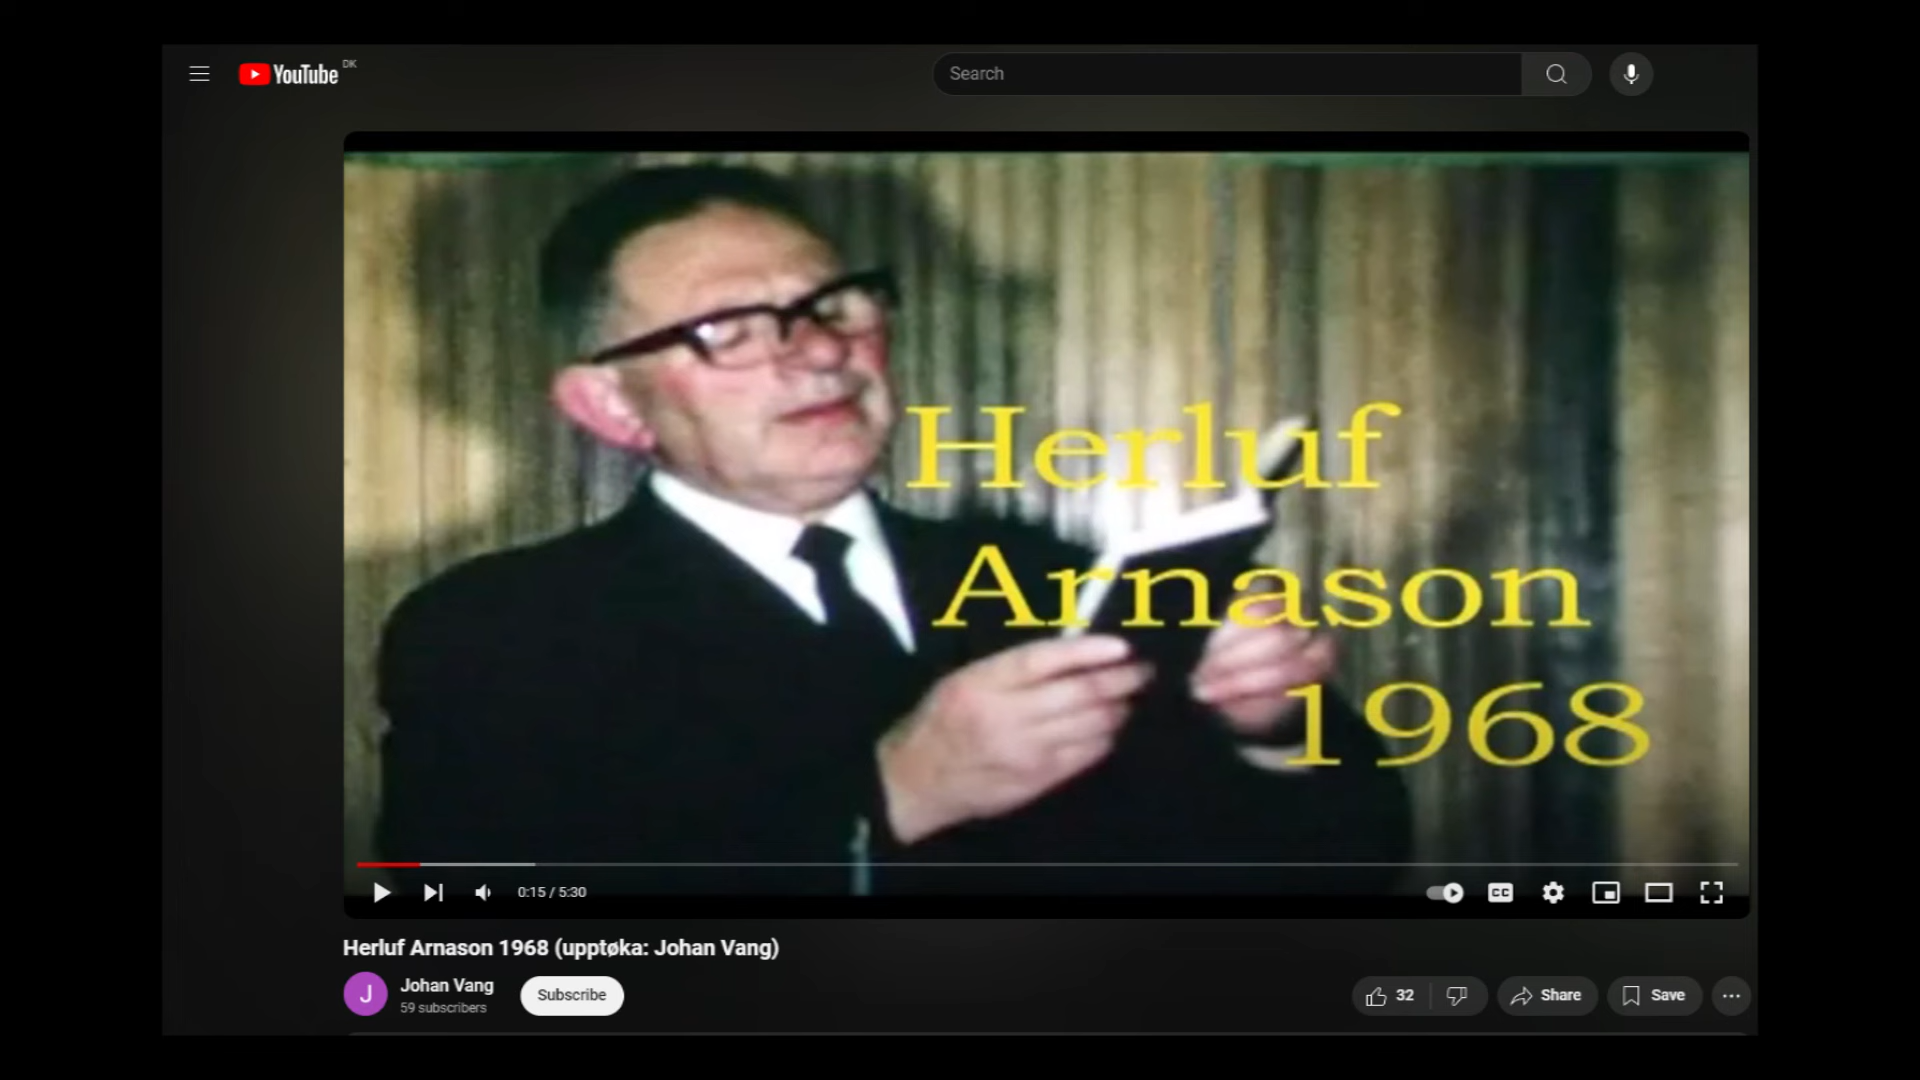 YouTube DK
Search
Herluf
Arnason
1968
0:15 / 5:30
CC
Herluf Arnason 1968 (upptøka: Johan Vang)
J
Johan Vang
59 subscribers
Subscribe
32
Share
Save